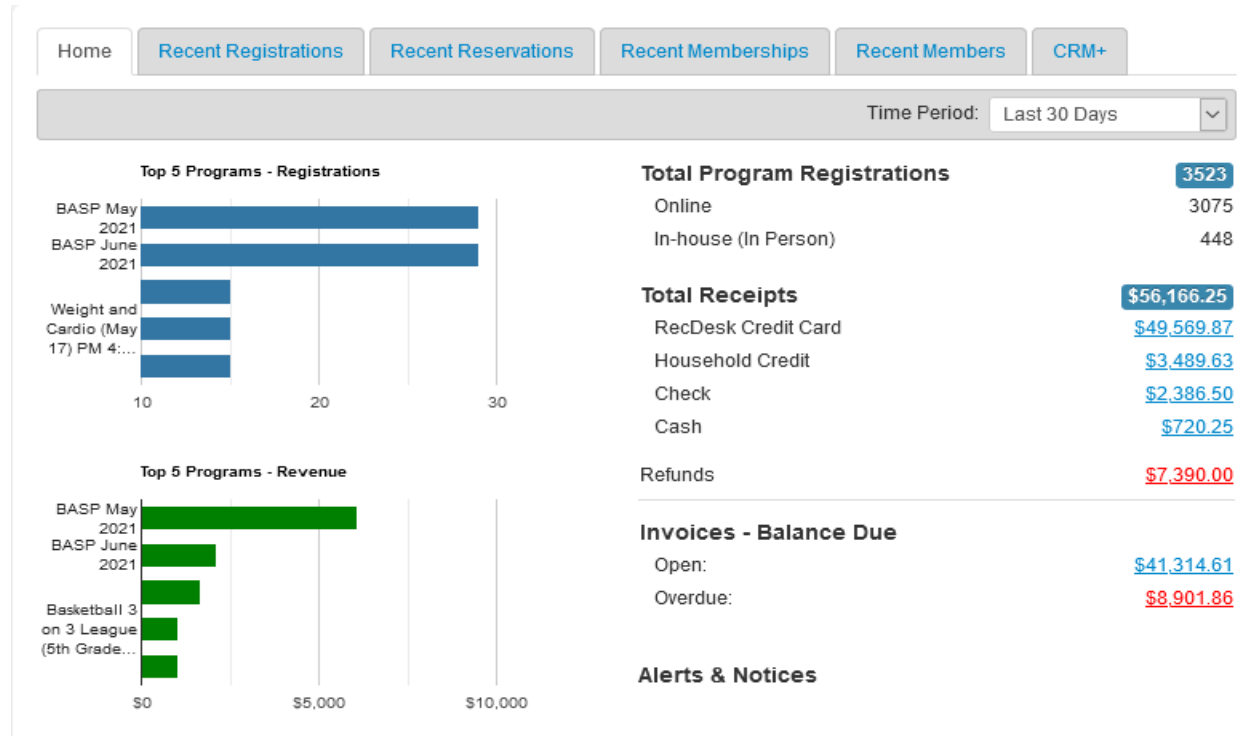 Home
Recent Registrations
Recent Reservations
Recent Memberships
Recent Members
CRM+
Time Period: Last 30 Days
Top 5 Programs - Registrations
BASP May
2021
BASP June
2021
Weight and
Cardio (May
17) PM 4:...
10 20 30
Top 5 Programs - Revenue
BASP May
2021
BASP June
2021
Basketball 3
on 3 League
(5th Grade...
$0 $5,000 $10,000
Total Program Registrations 3523
Online 3075
In-house (In Person) 448
Total Receipts $56,166.25
RecDesk Credit Card $49,569.87
Household Credit $3,489.63
Check $2,386.50
Cash $720.25
Refunds $7,390.00
Invoices - Balance Due
Open: $41,314.61
Overdue: $8,901.86
Alerts & Notices